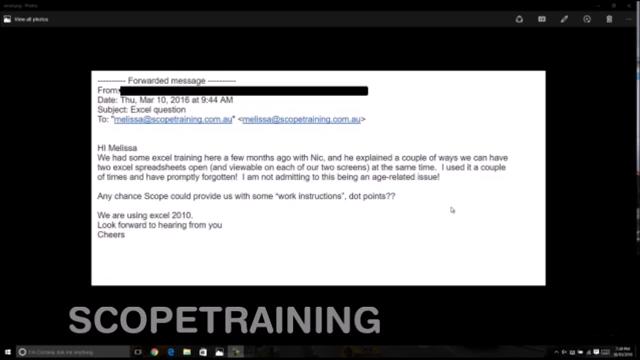 View all photos
---------- Forwarded message ----------
From:
Date: Thu, Mar 10, 2016 at 9:44 AM
Subject: Excel question
To: "melissa@scopetraining.com.au" <melissa@scopetraining.com.au>
HI Melissa
We had some excel training here a few months ago with Nic, and he explained a couple of ways we can have
two excel spreadsheets open (and viewable on each of our two screens) at the same time. I used it a couple
of times and have promptly forgotten! I am not admitting to this being an age-related issue!
Any chance Scope could provide us with some "work instructions", dot points??
We are using excel 2010.
Look forward to hearing from you
Cheers
SCOPETRAINING
I'm Cortana. Ask me anything.